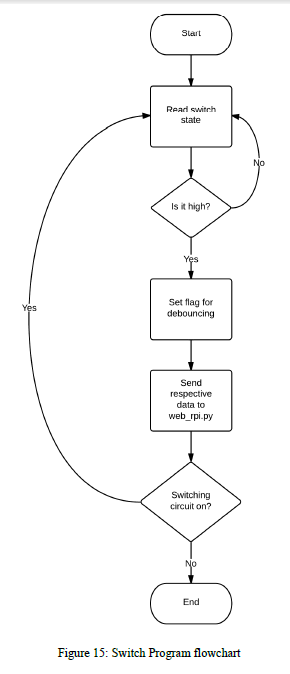 Start
Read switch
state
No
Is it high?
Yes
Set flag for
debouncing
Yes
Send
respective
data to
web_rpi.py
Switching
circuit on?
No
End
Figure 15: Switch Program flowchart